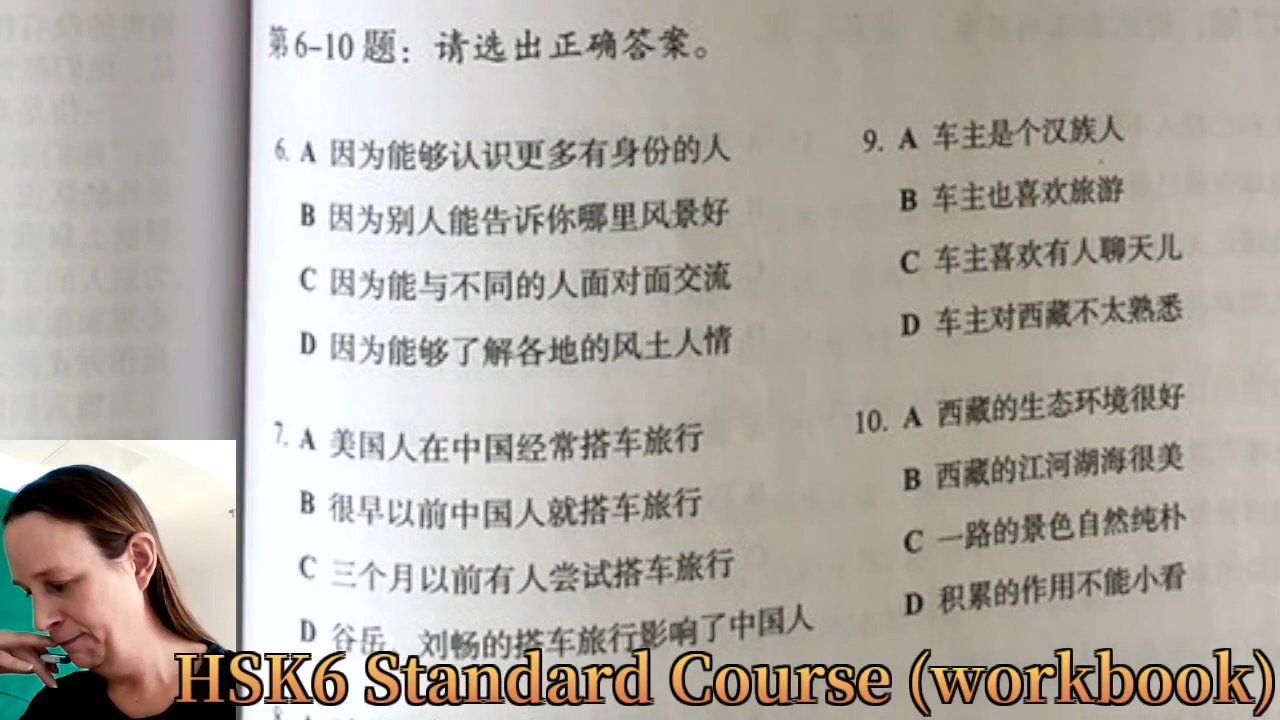 第6–10题：请选出正确答案。
6. A 因为能够认识更多有身份的人
B 因为别人能告诉你哪里风景好
C 因为能与不同的人面对面交流
D 因为能够了解各地的风土人情
7. A 美国人在中国经常搭车旅行
B 很早以前中国人就搭车旅行
C 三个月以前有人尝试搭车旅行
D 谷岳、刘畅的搭车旅行影响了中国人
9. A 车主是个汉族人
B 车主也喜欢旅游
C 车主喜欢有人聊天儿
D 车主对西藏不太熟悉
10. A 西藏的生态环境很好
B 西藏的江河湖海很美
C 一路的景色自然纯朴
D 积累的作用不能小看
HSK6 Standard Course (workbook)